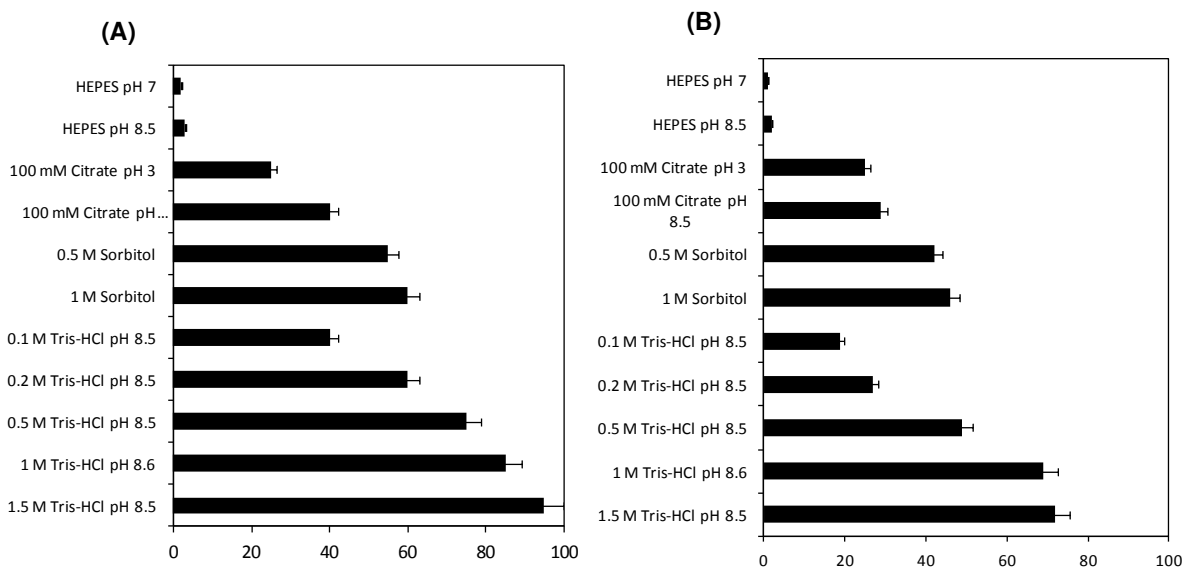 (A)
HEPES pH 7
HEPES pH 8.5
100 mM Citrate pH 3
100 mM Citrate pH ...
0.5 M Sorbitol
1 M Sorbitol
0.1 M Tris-HCl pH 8.5
0.2 M Tris-HCl pH 8.5
0.5 M Tris-HCl pH 8.5
1 M Tris-HCl pH 8.6
1.5 M Tris-HCl pH 8.5
0 20 40 60 80 100
(B)
HEPES pH 7
HEPES pH 8.5
100 mM Citrate pH 3
100 mM Citrate pH
8.5
0.5 M Sorbitol
1 M Sorbitol
0.1 M Tris-HCl pH 8.5
0.2 M Tris-HCl pH 8.5
0.5 M Tris-HCl pH 8.5
1 M Tris-HCl pH 8.6
1.5 M Tris-HCl pH 8.5
0 20 40 60 80 100